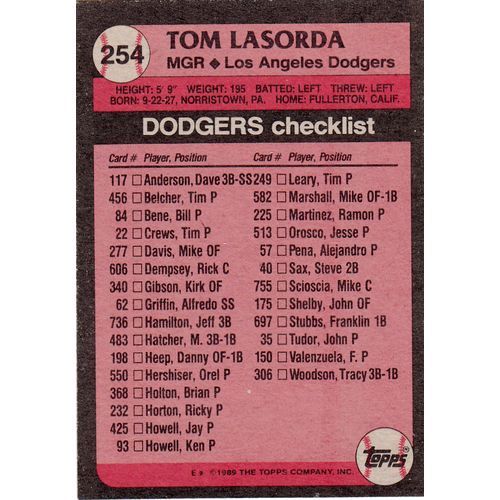 254
TOM LASORDA
MGR ◆ Los Angeles Dodgers
HEIGHT: 5' 9" WEIGHT: 195 BATTED: LEFT THREW: LEFT
BORN: 9-22-27, NORRISTOWN, PA. HOME: FULLERTON, CALIF.
DODGERS checklist
Card # Player, Position
117 □ Anderson, Dave 3B-SS
456 □ Belcher, Tim P
84 □ Bene, Bill P
22 □ Crews, Tim P
277 □ Davis, Mike OF
606 □ Dempsey, Rick C
340 □ Gibson, Kirk OF
62 □ Griffin, Alfredo SS
736 □ Hamilton, Jeff 3B
483 □ Hatcher, M. 3B-1B
198 □ Heep, Danny OF-1B
550 □ Hershiser, Orel P
368 □ Holton, Brian P
232 □ Horton, Ricky P
425 □ Howell, Jay P
93 □ Howell, Ken P
Card # Player, Position
249 □ Leary, Tim P
582 □ Marshall, Mike OF-1B
225 □ Martinez, Ramon P
513 □ Orosco, Jesse P
57 □ Pena, Alejandro P
40 □ Sax, Steve 2B
755 □ Scioscia, Mike C
175 □ Shelby, John OF
697 □ Stubbs, Franklin 1B
35 □ Tudor, John P
150 □ Valenzuela, F. P
306 □ Woodson, Tracy 3B-1B
E* ©1989 THE TOPPS COMPANY, INC.
TOPPS